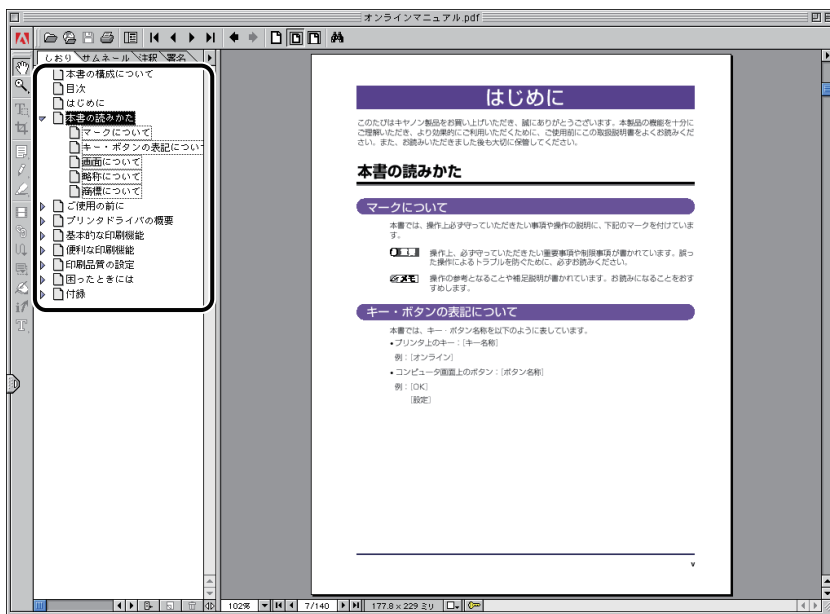 オンラインマニュアル.pdf
しおり サムネール 注釈 署名
本書の構成について
目次
はじめに
本書の読みかた
マークについて
キー・ボタンの表記につい
画面について
略称について
商標について
ご使用の前に
プリンタドライバの概要
基本的な印刷機能
便利な印刷機能
印刷品質の設定
困ったときには
付録
はじめに
このたびはキヤノン製品をお買い上げいただき、誠にありがとうございます。本製品の機能を十分に
ご理解いただき、より効果的にご利用いただくために、ご使用前にこの取扱説明書をよくお読みくだ
さい。また、お読みいただきました後も大切に保管してください。
本書の読みかた
マークについて
本書では、操作上必ず守っていただきたい事項や操作の説明に、下記のマークを付けていま
す。
操作上、必ず守っていただきたい重要事項や制限事項が書かれています。誤っ
た操作によるトラブルを防ぐために、必ずお読みください。
メモ 操作の参考となることや補足説明が書かれています。お読みになることをおす
すめします。
キー・ボタンの表記について
本書では、キー・ボタン名称を以下のように表しています。
•プリンタ上のキー：[キー名称]
例：[オンライン]
•コンピュータ画面上のボタン：[ボタン名称]
例：[OK]
[設定]
v
102% 7/140 177.8 × 229 ミリ